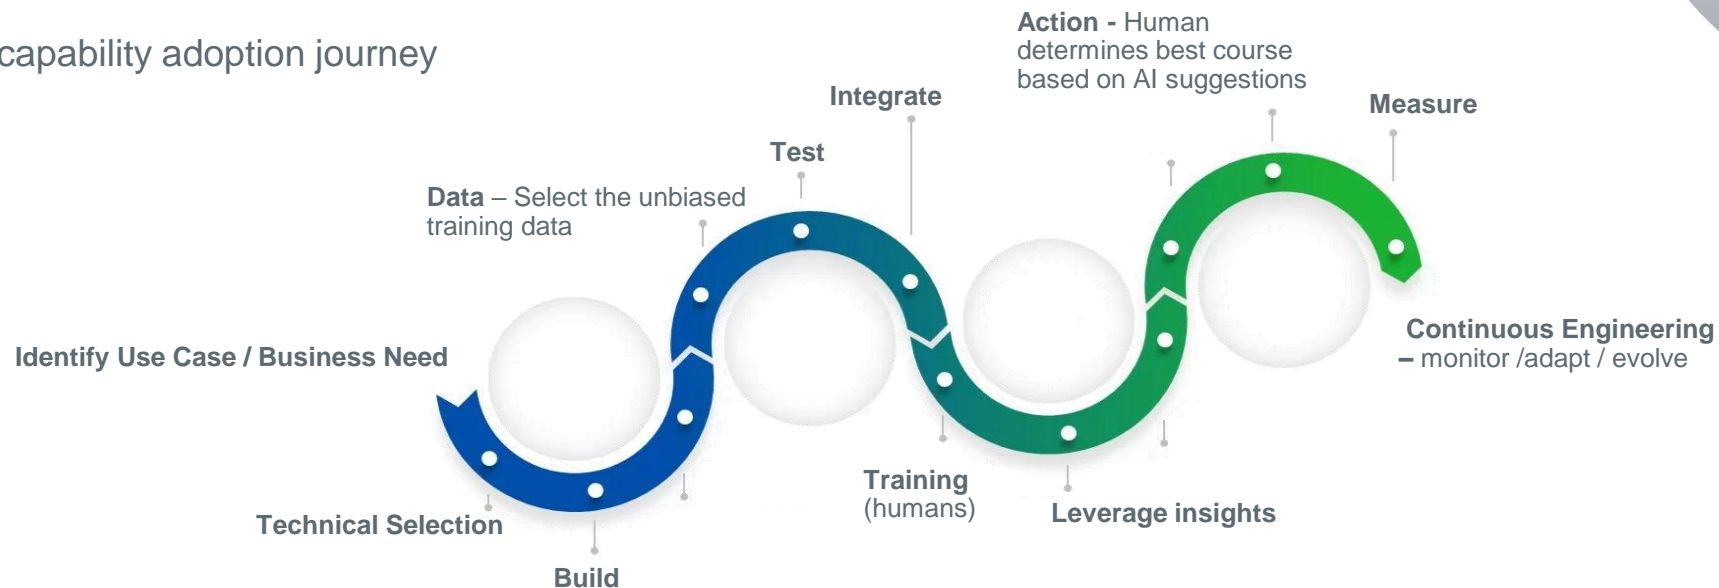 capability adoption journey
Identify Use Case / Business Need
Technical Selection
Build
Data – Select the unbiased
training data
Test
Integrate
Training
(humans)
Leverage insights
Action - Human
determines best course
based on AI suggestions
Measure
Continuous Engineering
– monitor /adapt / evolve